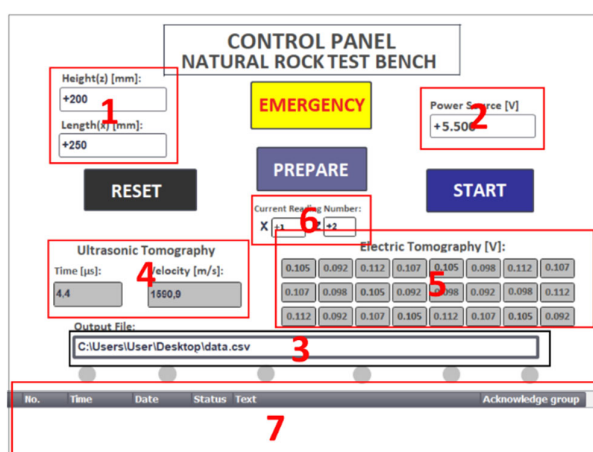 CONTROL PANEL
NATURAL ROCK TEST BENCH
Height(z) [mm]:
+200
1
Length(x) [mm]:
+250
EMERGENCY
Power Source [V]
+5.500
2
RESET
PREPARE
START
Current Reading Number:
X +1 Z +2
6
Ultrasonic Tomography
Time [µs]: Velocity [m/s]:
4,4 1590,9
4
Electric Tomography [V]:
0.105 0.092 0.112 0.107 0.105 0.098 0.112 0.107
0.107 0.098 0.105 0.092 0.098 0.092 0.098 0.112
0.112 0.092 0.107 0.105 0.112 0.107 0.105 0.092
5
Output File:
C:\Users\User\Desktop\data.csv
3
No. Time Date Status Text Acknowledge group
7